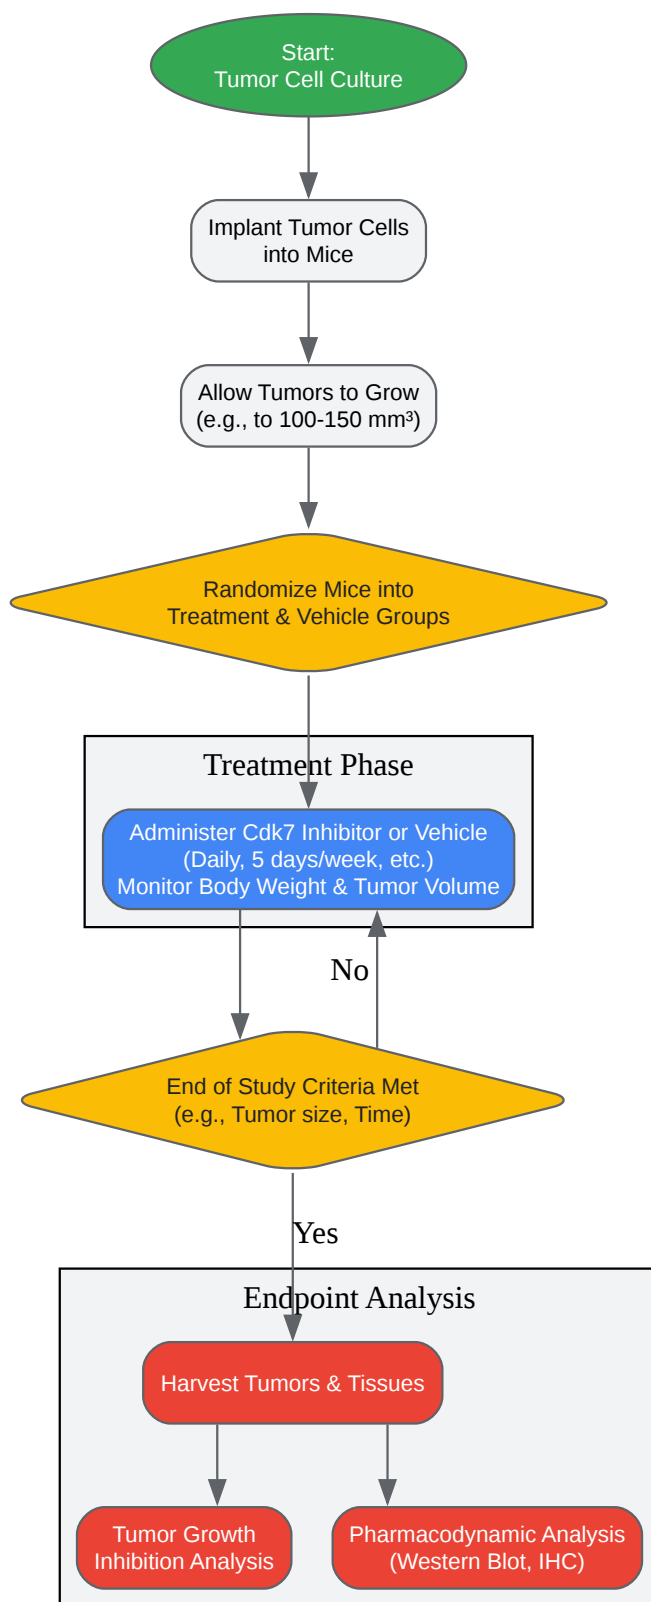 Start:
Tumor Cell Culture
Implant Tumor Cells
into Mice
Allow Tumors to Grow
(e.g., to 100-150 mm³)
Randomize Mice into
Treatment & Vehicle Groups
Treatment Phase
Administer Cdk7 Inhibitor or Vehicle
(Daily, 5 days/week, etc.)
Monitor Body Weight & Tumor Volume
No
End of Study Criteria Met
(e.g., Tumor size, Time)
Yes
Endpoint Analysis
Harvest Tumors & Tissues
Tumor Growth
Inhibition Analysis
Pharmacodynamic Analysis
(Western Blot, IHC)